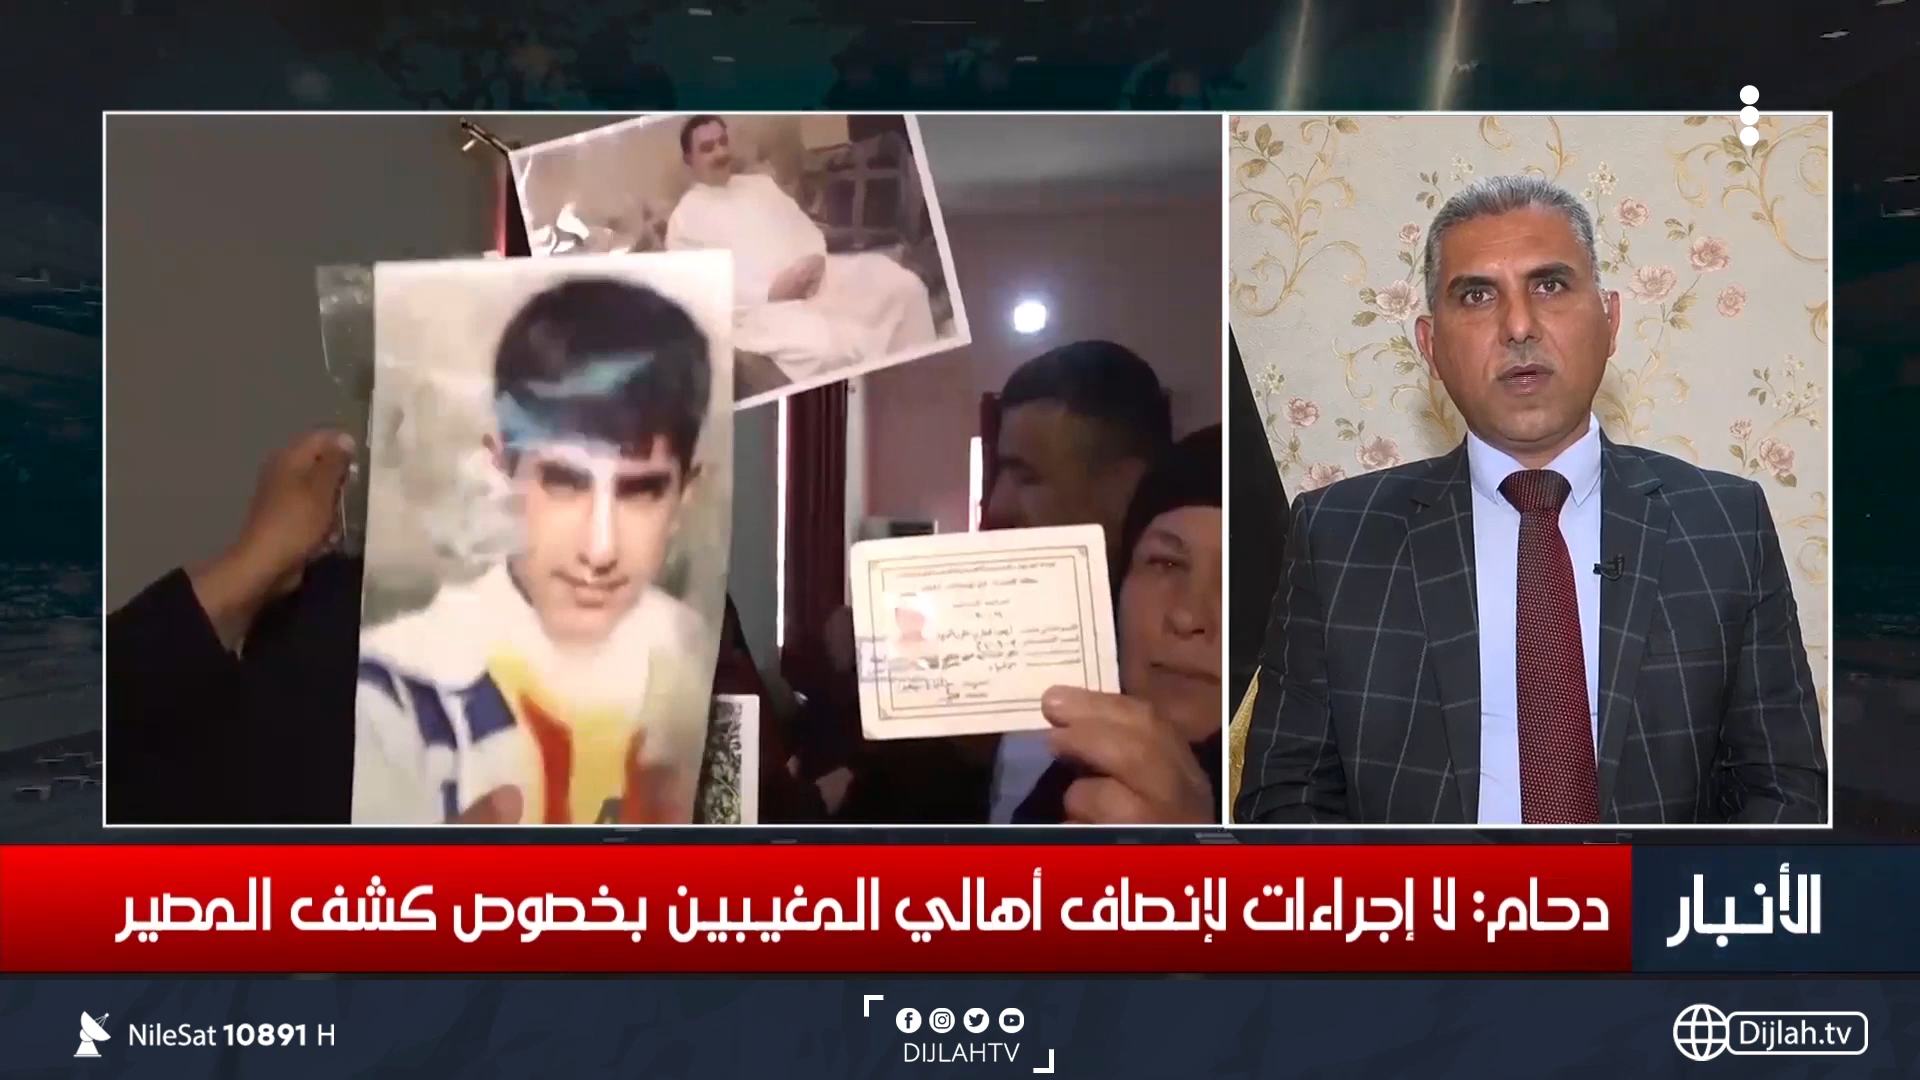 الأنبار
دحام: لا إجراءات لإنصاف أهالي المغيبين بخصوص كشف المصير
NileSat 10891 H
DIJLAHTV
Dijlah.tv